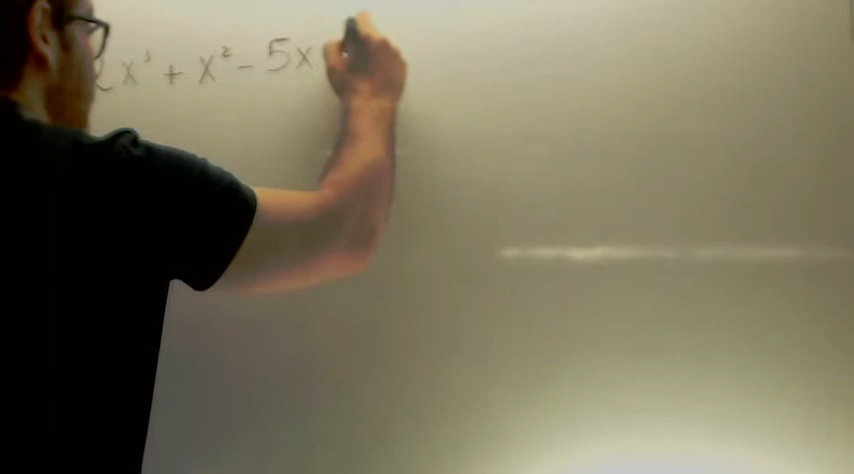 2x³ + x² - 5x